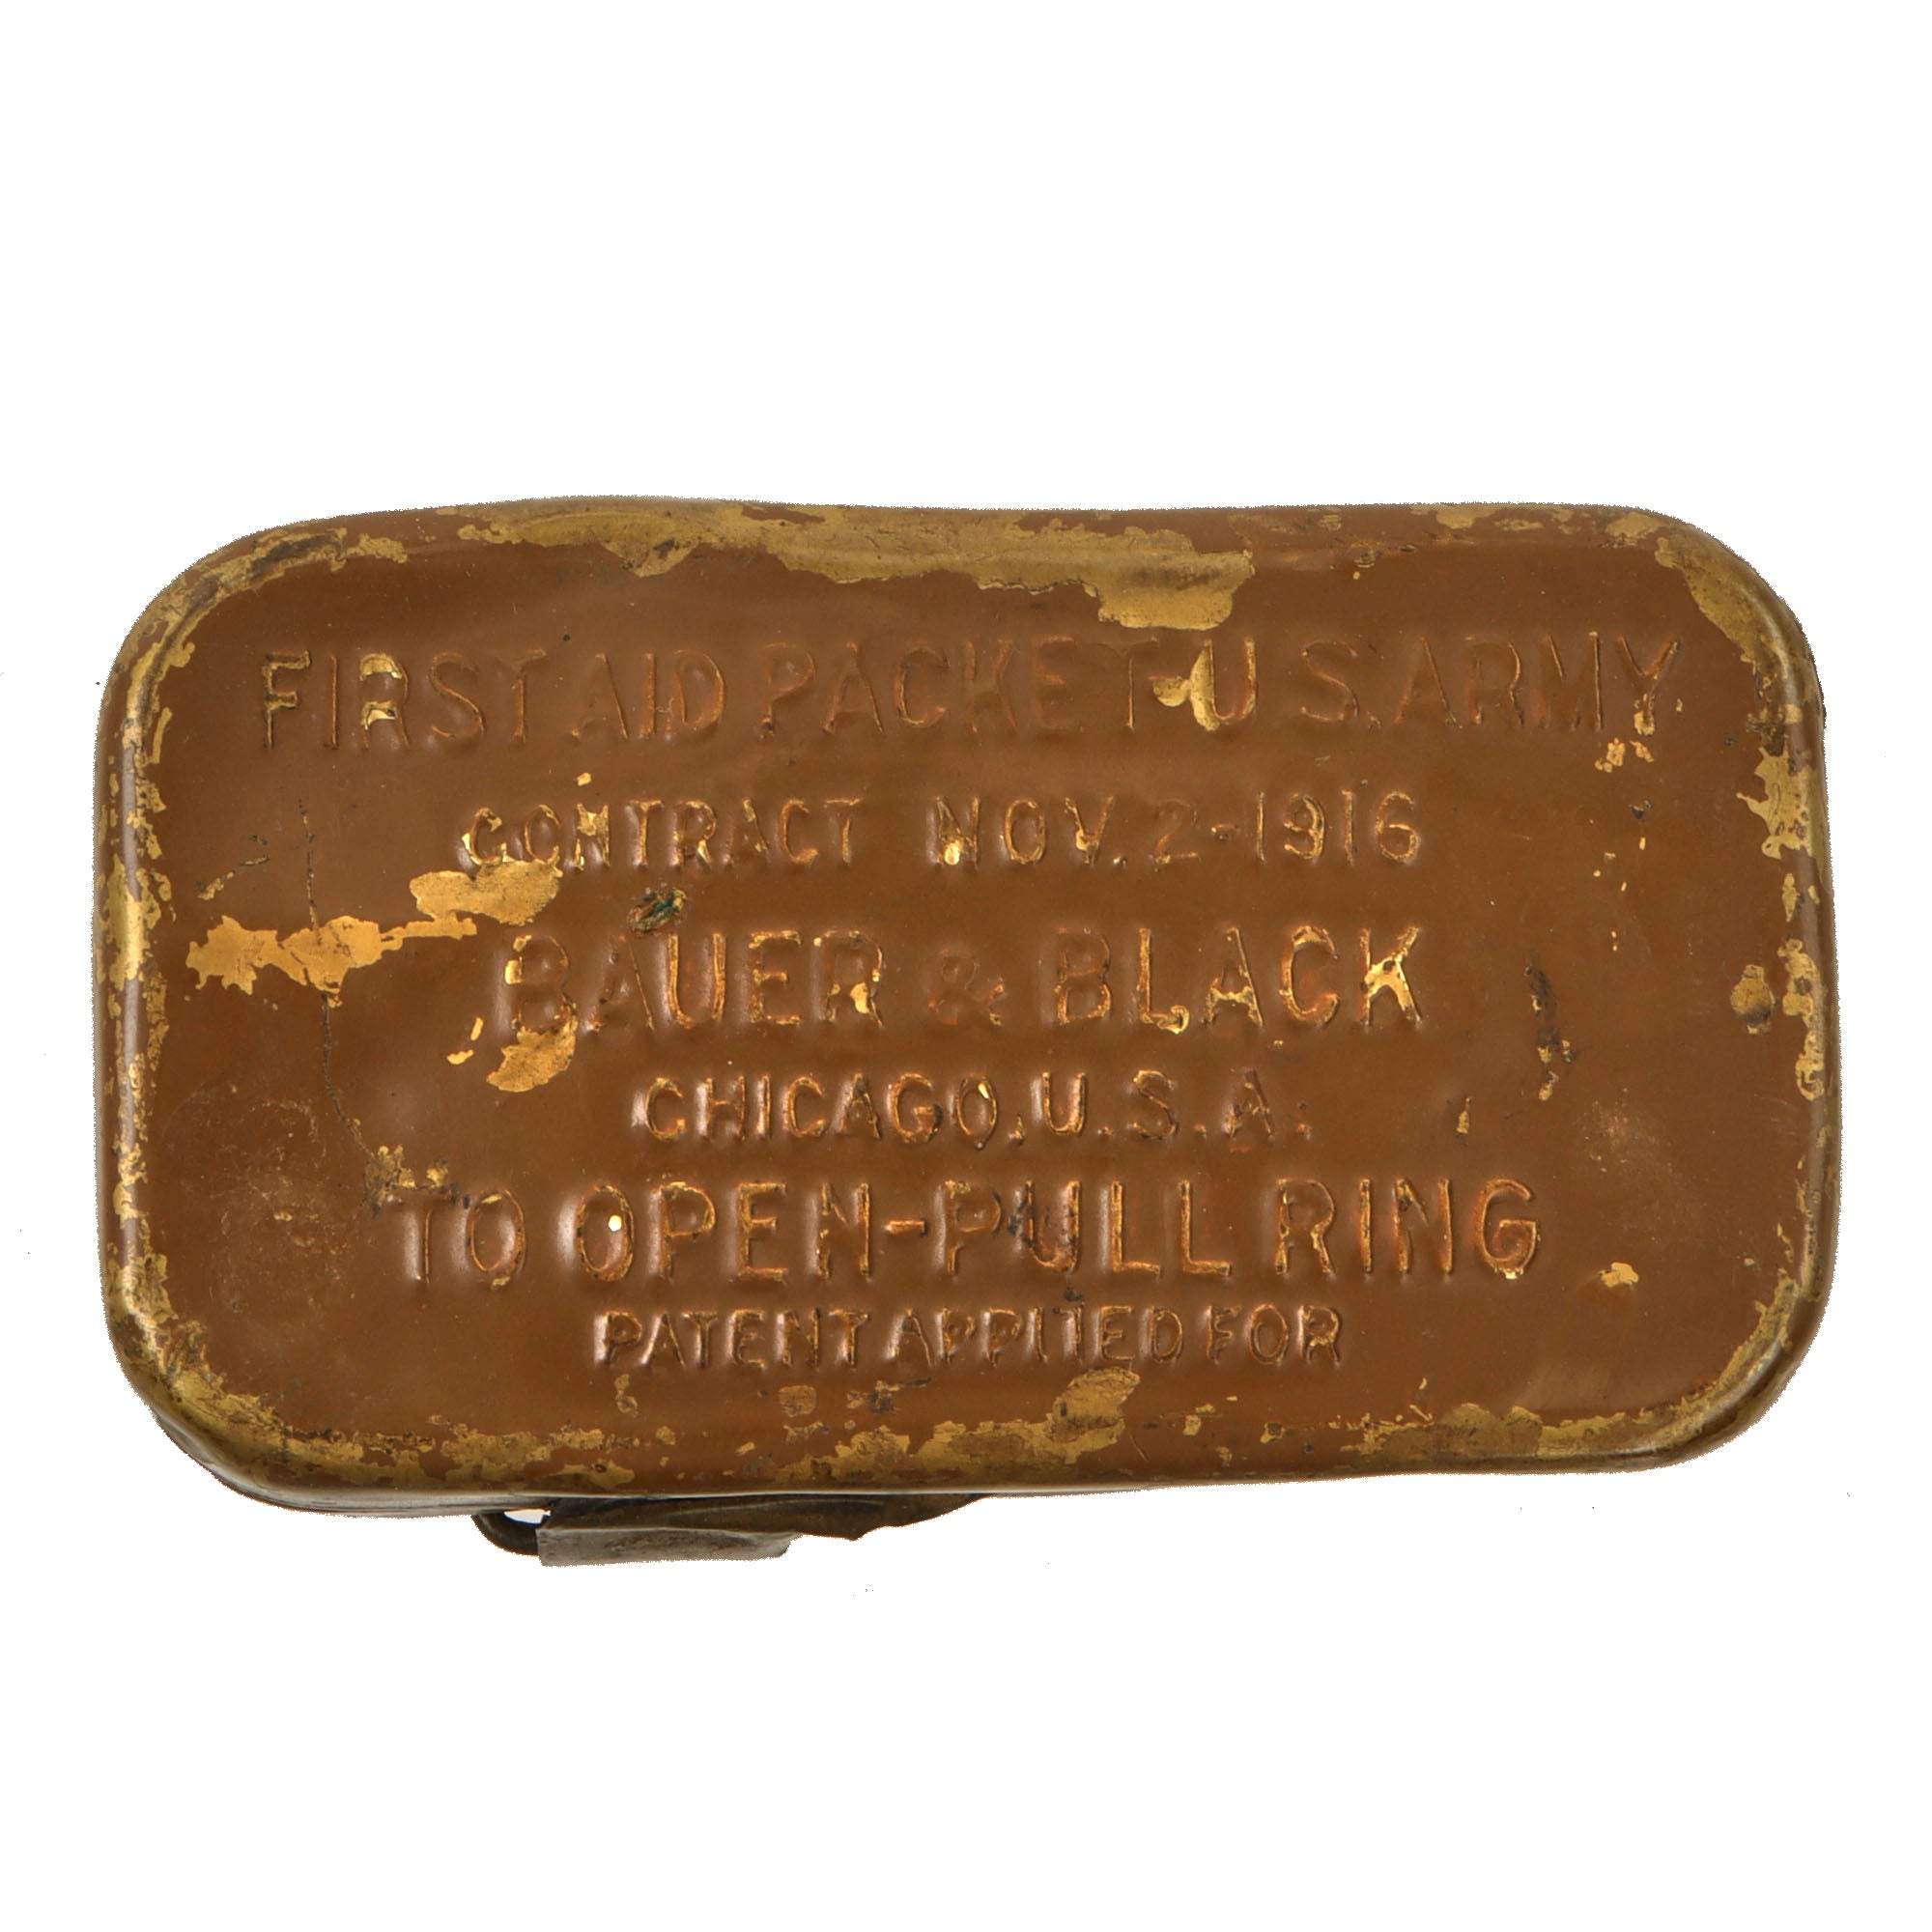 FIRST AID PACKET-U.S.ARMY
CONTRACT NOV. 2-1916
BAUER & BLACK
CHICAGO, U.S.A.
TO OPEN-PULL RING
PATENT APPLIED FOR